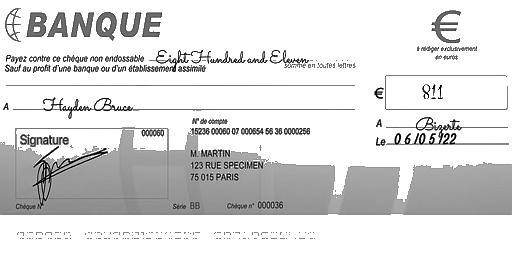 BANQUE
€
à rédiger exclusivement
en euros
Payez contre ce chèque non endossable Eight Hundred and Eleven
Sauf au profit d'une banque ou d'un établissement assimilé
somme en toutes lettres
€ 811
A Hayden Bruce
A Bizerte
Le 06/05/22
Signature
000060
N° de compte
15236 00060 07 000654 56 36 0000256
M. MARTIN
123 RUE SPECIMEN
75 015 PARIS
Chèque N°
Série BB
Chèque n° 000036